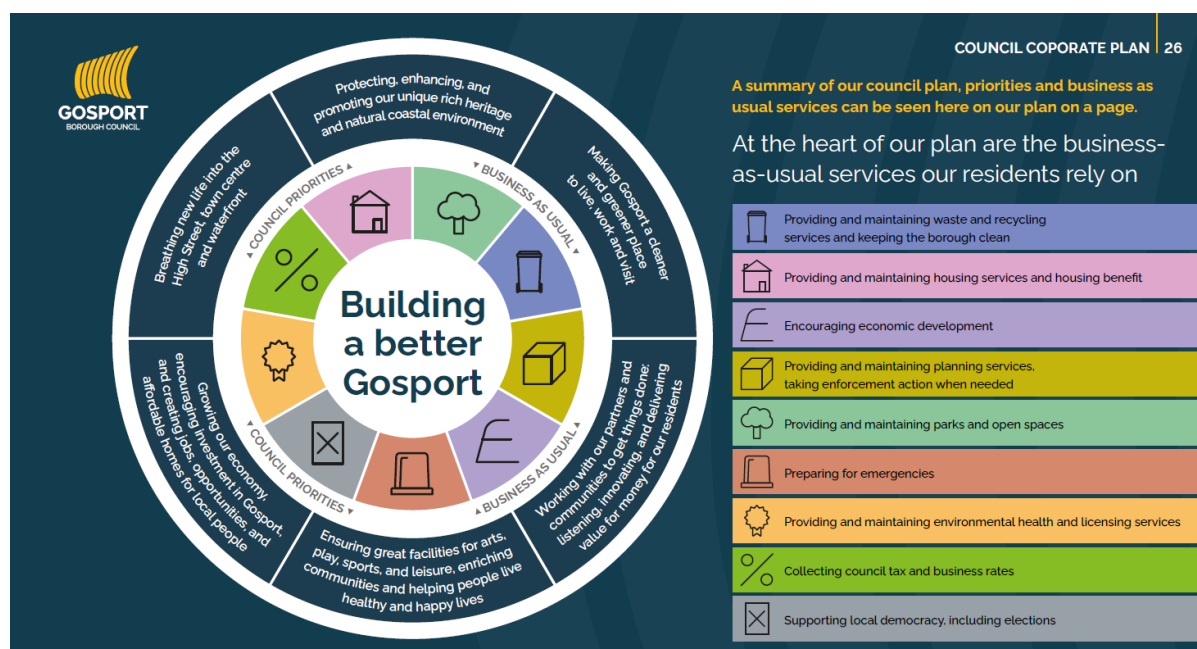 GOSPORT
BOROUGH COUNCIL
COUNCIL COPORATE PLAN 26
Protecting, enhancing, and
promoting our unique rich heritage
and natural coastal environment
Making Gosport a cleaner
and greener place
to live, work and visit
Working with our partners and
communities to get things done:
listening, innovating, and delivering
value for money for our residents
Ensuring great facilities for arts,
play, sports, and leisure, enriching
communities and helping people live
healthy and happy lives
Growing our economy,
encouraging investment in Gosport,
and creating jobs, opportunities, and
affordable homes for local people
Breathing new life into the
High Street, town centre
and waterfront
COUNCIL PRIORITIES
BUSINESS AS USUAL
BUSINESS AS USUAL
COUNCIL PRIORITIES
Building
a better
Gosport
A summary of our council plan, priorities and business as
usual services can be seen here on our plan on a page.
At the heart of our plan are the business-
as-usual services our residents rely on
Providing and maintaining waste and recycling
services and keeping the borough clean
Providing and maintaining housing services and housing benefit
Encouraging economic development
Providing and maintaining planning services,
taking enforcement action when needed
Providing and maintaining parks and open spaces
Preparing for emergencies
Providing and maintaining environmental health and licensing services
Collecting council tax and business rates
Supporting local democracy, including elections